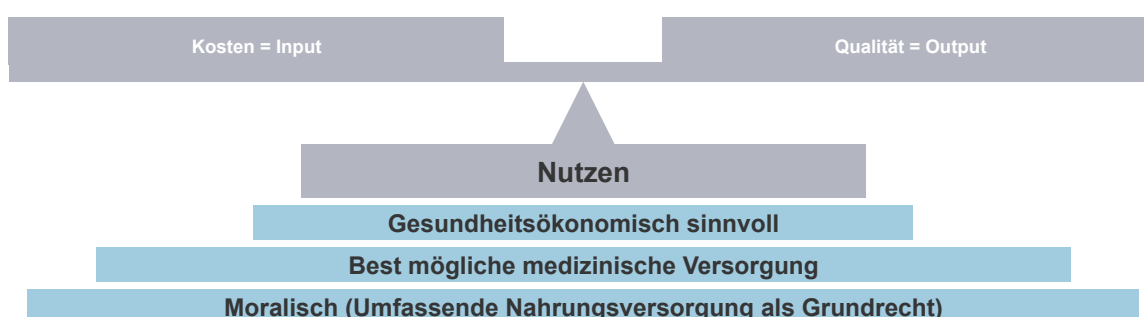 Kosten = Input
Qualität = Output
Nutzen
Gesundheitsökonomisch sinnvoll
Best mögliche medizinische Versorgung
Moralisch (Umfassende Nahrungsversorgung als Grundrecht)